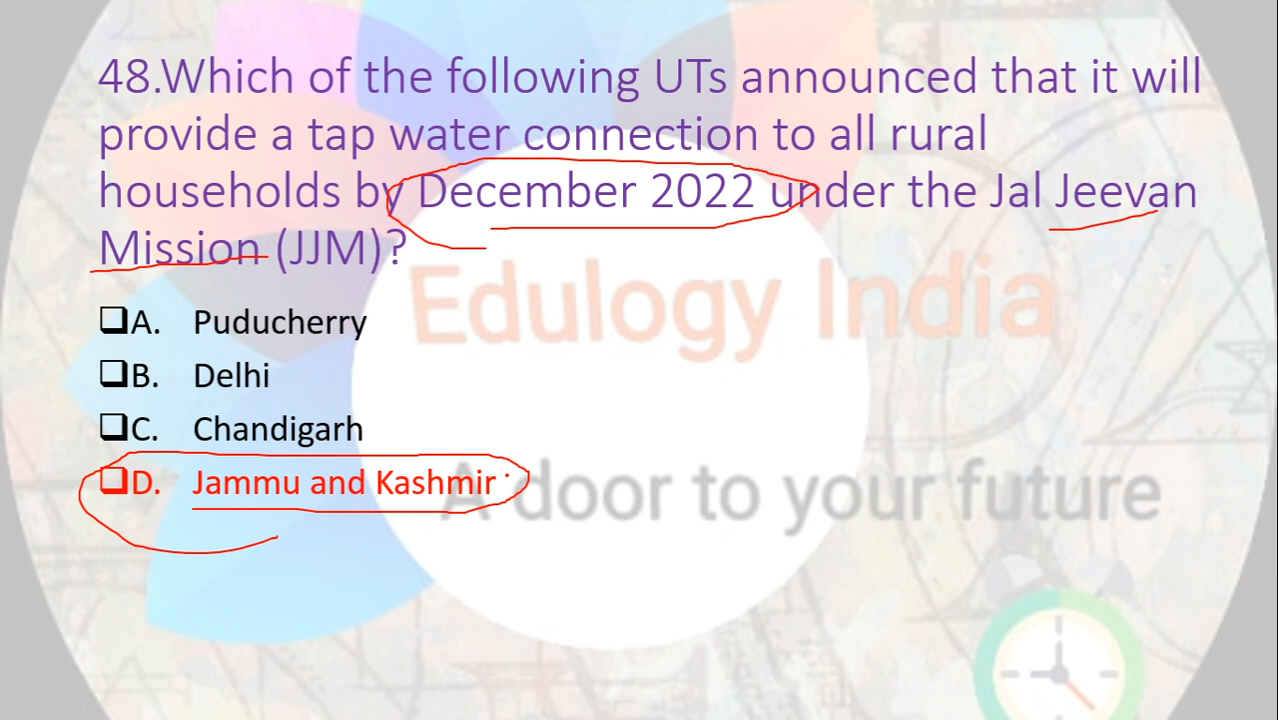 48.Which of the following UTs announced that it will
provide a tap water connection to all rural
households by December 2022 under the Jal Jeevan
Mission (JJM)?
Edulogy India
A. Puducherry
B. Delhi
C. Chandigarh
D. Jammu and Kashmir
A door to your future